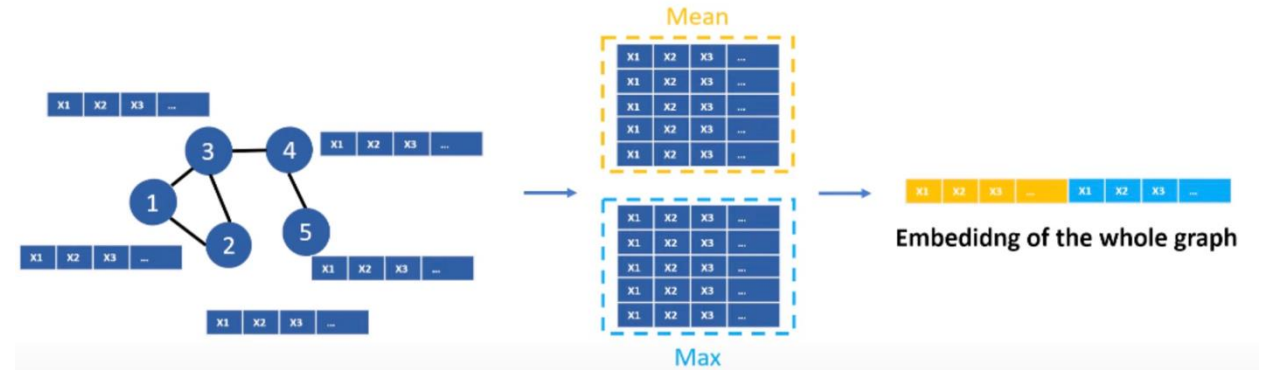 Mean
X1 X2 X3 ...
X1 X2 X3 ...
X1 X2 X3 ...
X1 X2 X3 ...
X1 X2 X3 ...
X1 X2 X3 ...
3
4
X1 X2 X3 ...
1
2
5
X1 X2 X3 ...
X1 X2 X3 ...
X1 X2 X3 ...
X1 X2 X3 ...
X1 X2 X3 ...
X1 X2 X3 ...
X1 X2 X3 ...
X1 X2 X3 ...
Max
X1 X2 X3 ... X1 X2 X3 ...
Embedidng of the whole graph